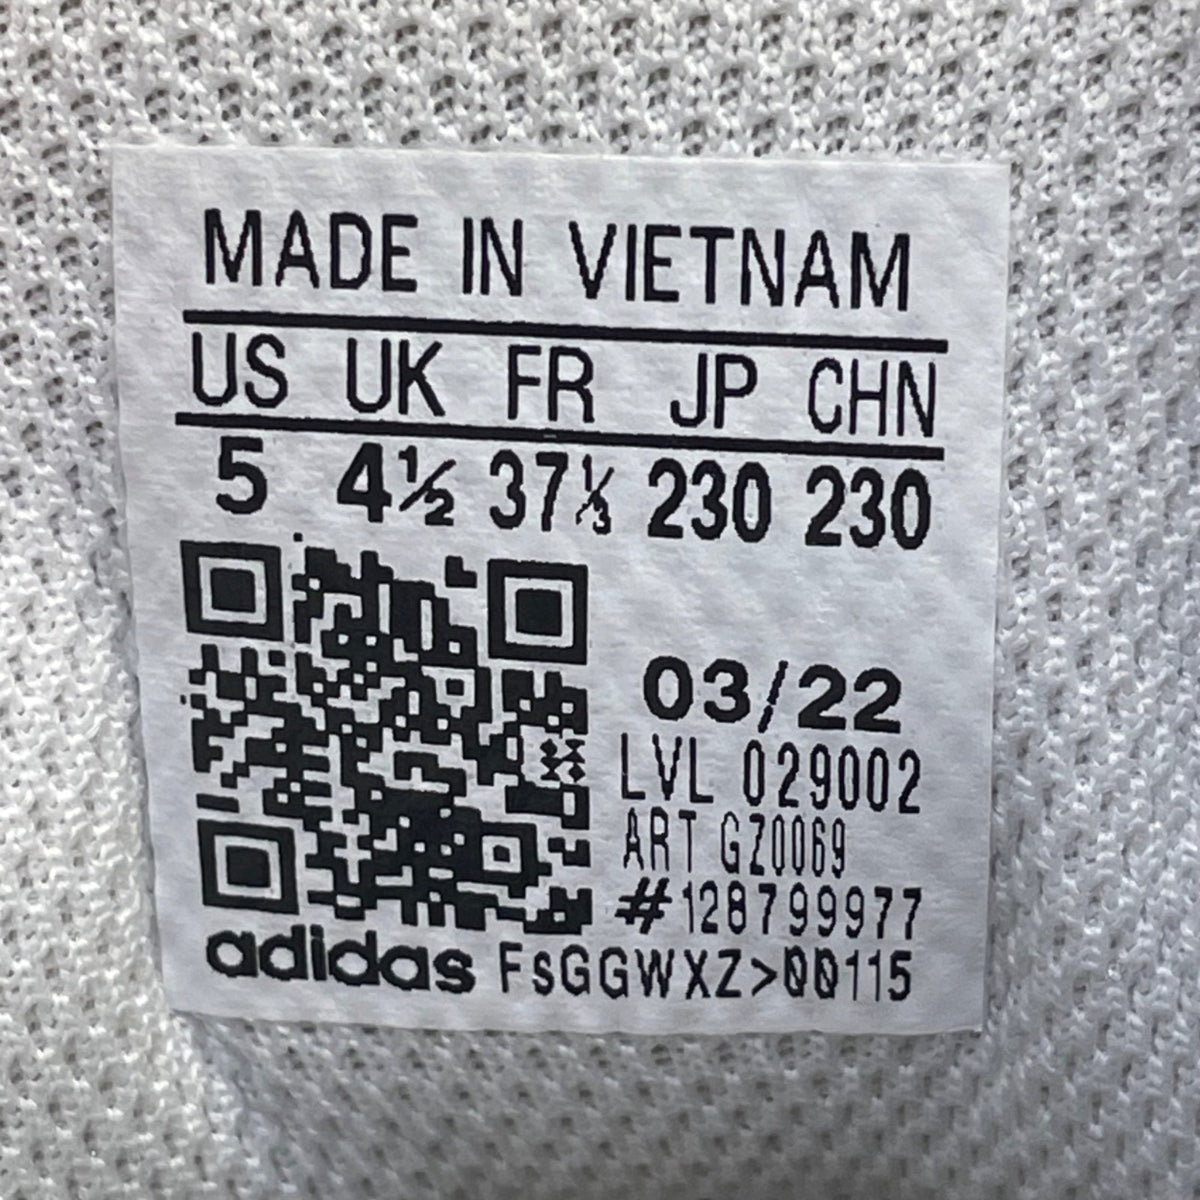 MADE IN VIETNAM
US UK FR JP CHN
5 4½ 37⅓ 230 230
03/22
LVL 029002
ART GZ0069
#128799977
adidas FsGGWXZ>00115